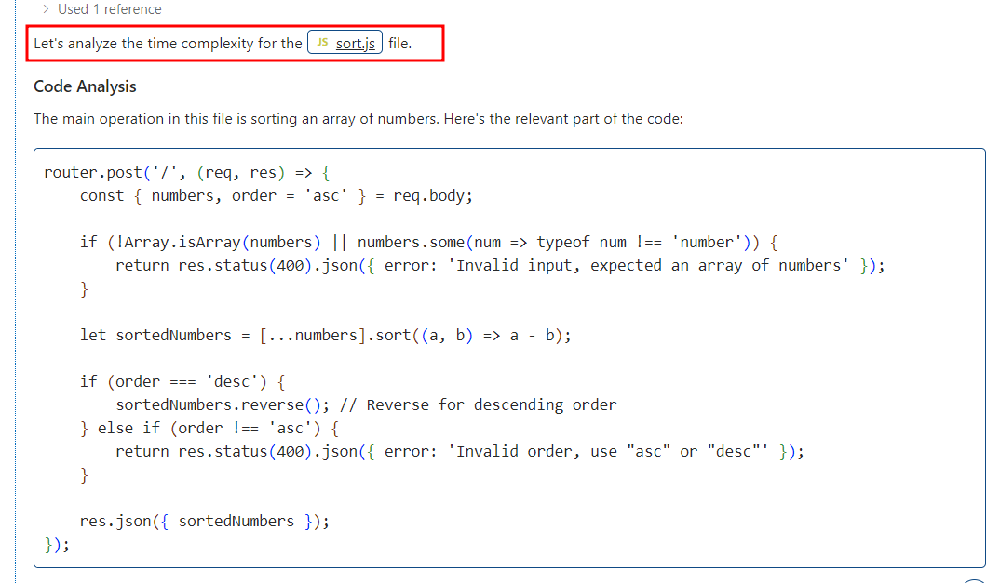 Used 1 reference
Let's analyze the time complexity for the JS sort.js file.
Code Analysis
The main operation in this file is sorting an array of numbers. Here's the relevant part of the code:
router.post('/', (req, res) => {
    const { numbers, order = 'asc' } = req.body;
    if (!Array.isArray(numbers) || numbers.some(num => typeof num !== 'number')) {
        return res.status(400).json({ error: 'Invalid input, expected an array of numbers' });
    }
    let sortedNumbers = [...numbers].sort((a, b) => a - b);
    if (order === 'desc') {
        sortedNumbers.reverse(); // Reverse for descending order
    } else if (order !== 'asc') {
        return res.status(400).json({ error: 'Invalid order, use "asc" or "desc"' });
    }
    res.json({ sortedNumbers });
});